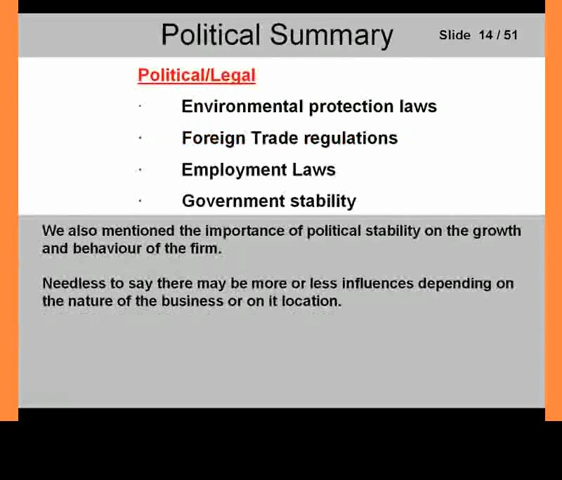 Political Summary
Slide 14 / 51
Political/Legal
· Environmental protection laws
· Foreign Trade regulations
· Employment Laws
· Government stability
We also mentioned the importance of political stability on the growth
and behaviour of the firm.
Needless to say there may be more or less influences depending on
the nature of the business or on it location.